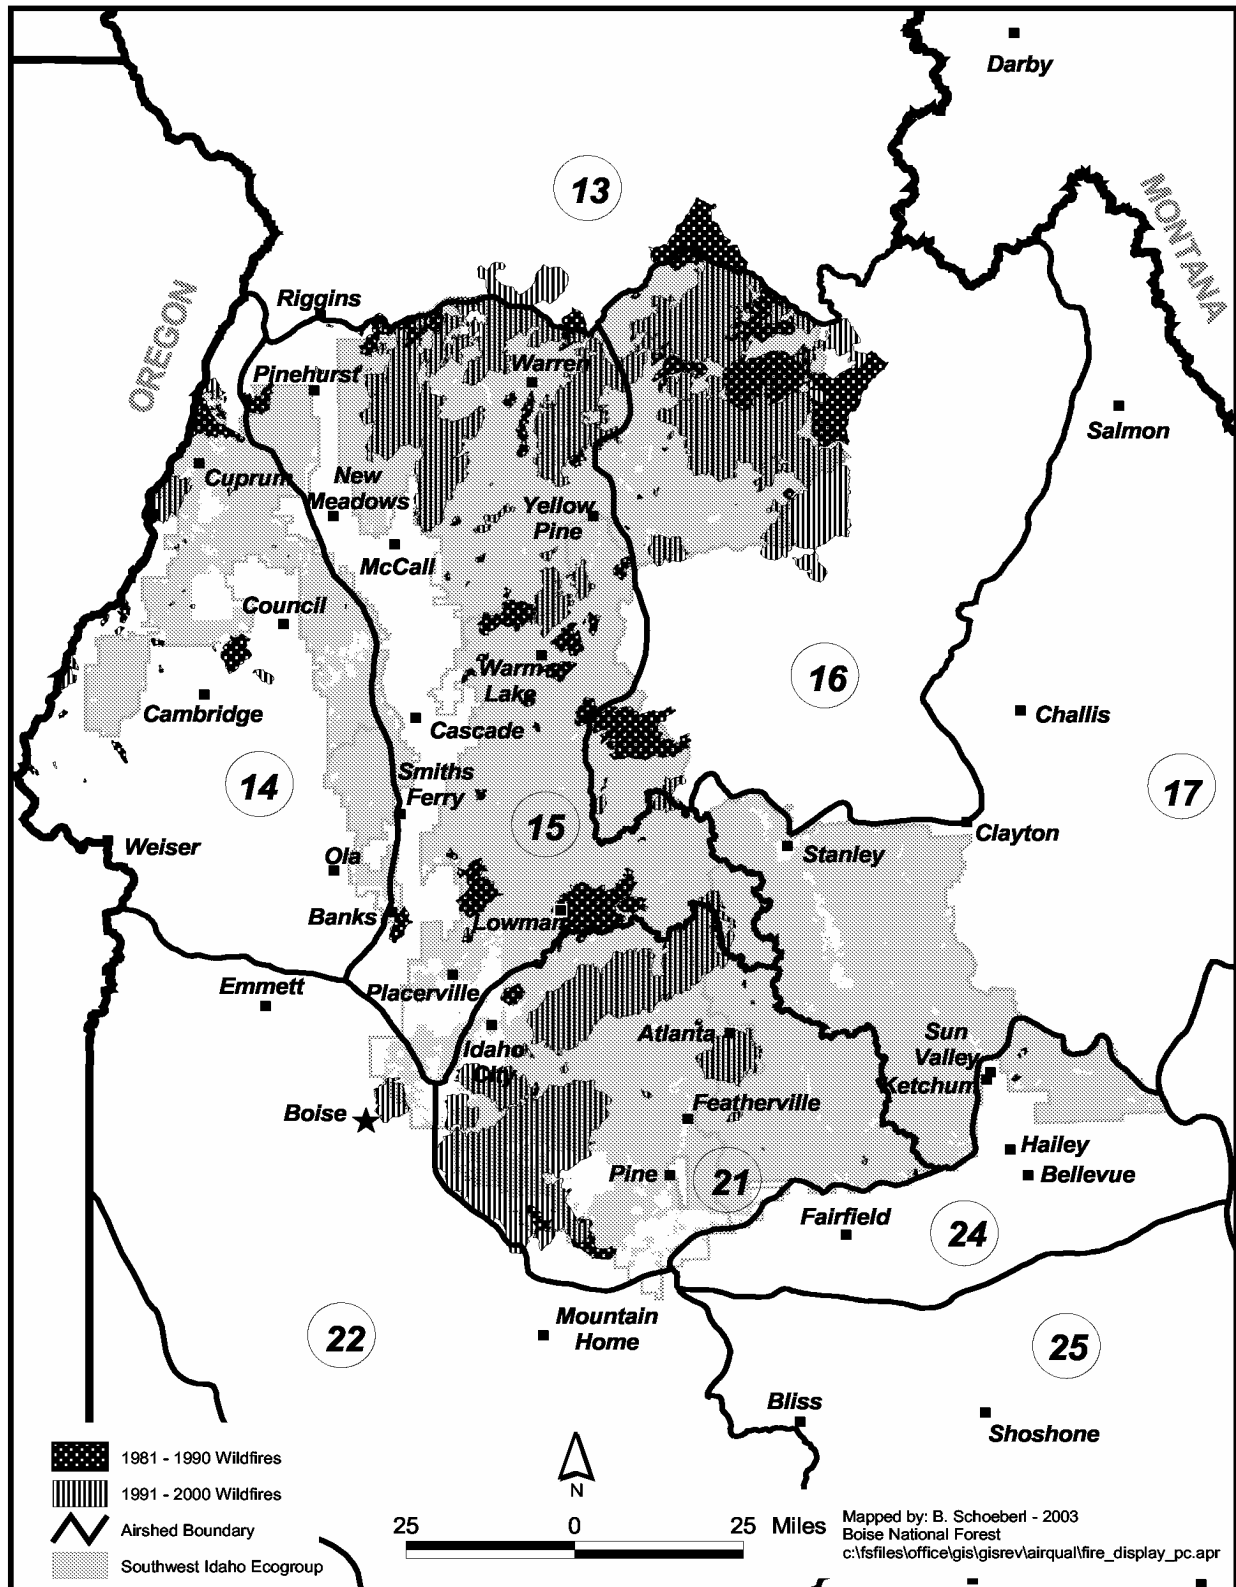 Darby
13
MONTANA
OREGON
Riggins
Warren
Pinehurst
Salmon
Cuprum
New
Meadows
Yellow
Pine
McCall
Council
16
Warm
Lake
Cambridge
Cascade
Challis
Smiths
Ferry
14
17
15
Weiser
Clayton
Ola
Stanley
Banks
Lowman
Emmett
Placerville
Atlanta
Sun
Valley
Idaho
City
Ketchum
Boise
Featherville
Hailey
Pine
21
Bellevue
Fairfield
24
Mountain
Home
22
25
Bliss
Shoshone
1981 - 1990 Wildfires
1991 - 2000 Wildfires
Airshed Boundary
Southwest Idaho Ecogroup
N
25 0 25 Miles
Mapped by: B. Schoeberl - 2003
Boise National Forest
c:\fsfiles\office\gis\gisrev\airqual\fire_display_pc.apr